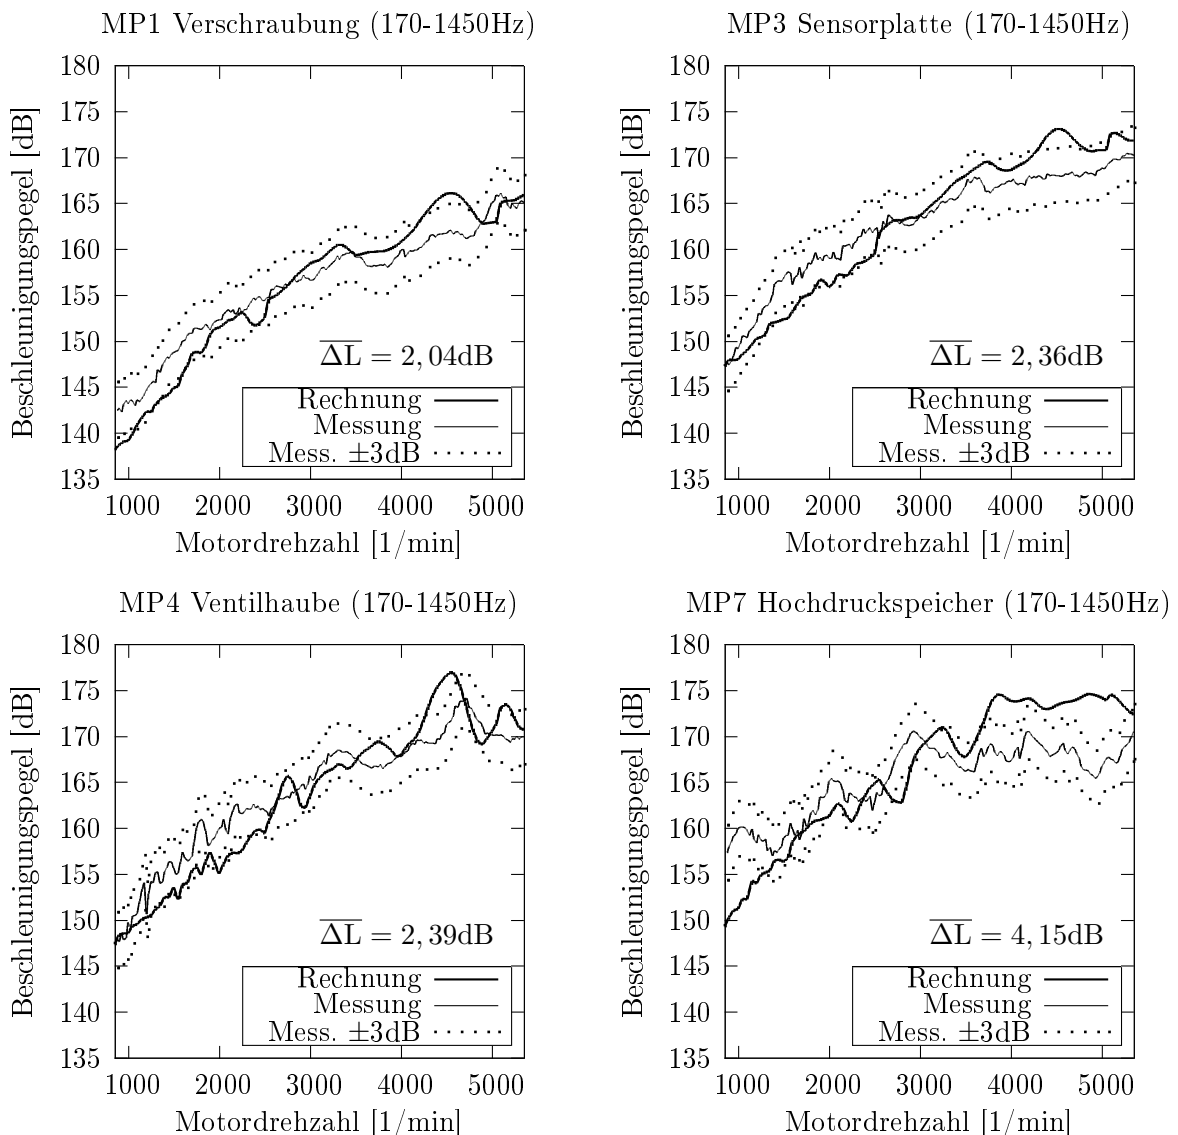 MP1 Verschraubung (170-1450Hz)
180
175
170
165
160
155
150
145
140
135
Beschleunigungspegel [dB]
ΔL = 2,04dB
Rechnung
Messung
Mess. ±3dB
1000 2000 3000 4000 5000
Motordrehzahl [1/min]
MP3 Sensorplatte (170-1450Hz)
180
175
170
165
160
155
150
145
140
135
Beschleunigungspegel [dB]
ΔL = 2,36dB
Rechnung
Messung
Mess. ±3dB
1000 2000 3000 4000 5000
Motordrehzahl [1/min]
MP4 Ventilhaube (170-1450Hz)
180
175
170
165
160
155
150
145
140
135
Beschleunigungspegel [dB]
ΔL = 2,39dB
Rechnung
Messung
Mess. ±3dB
1000 2000 3000 4000 5000
Motordrehzahl [1/min]
MP7 Hochdruckspeicher (170-1450Hz)
180
175
170
165
160
155
150
145
140
135
Beschleunigungspegel [dB]
ΔL = 4,15dB
Rechnung
Messung
Mess. ±3dB
1000 2000 3000 4000 5000
Motordrehzahl [1/min]